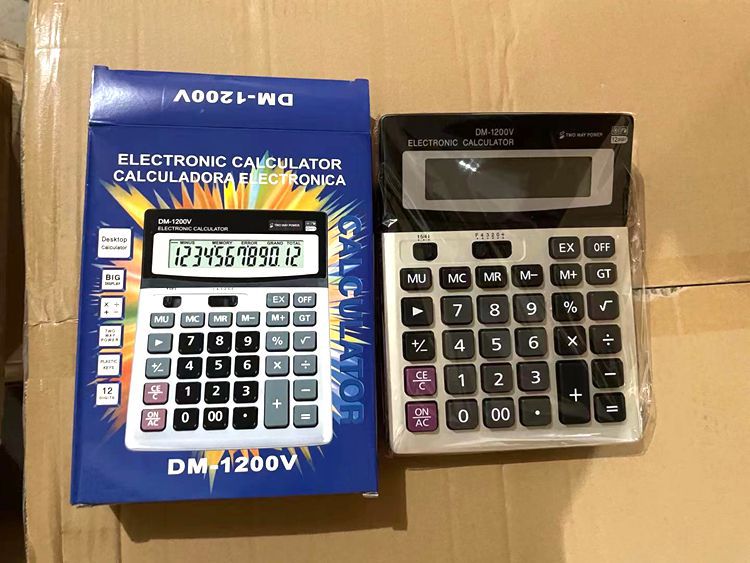 DM-1200V
ELECTRONIC CALCULATOR
CALCULADORA ELECTRONICA
CALCULATOR
Desktop
Calculator
BIG
DISPLAY
× ÷
+ −
TWO
WAY
POWER
PLASTIC
KEYS
12
DIGITS
DM-1200V
ELECTRONIC CALCULATOR
TWO WAY POWER
MINUS MEMORY ERROR GRAND TOTAL
123456789012
EX OFF
MU MC MR M− M+ GT
▶ 7 8 9 % √
+/− 4 5 6 × ÷
CE/C 1 2 3 + −
ON/AC 0 00 • =
DM-1200V
DM-1200V
ELECTRONIC CALCULATOR
TWO WAY POWER
EX OFF
MU MC MR M− M+ GT
▶ 7 8 9 % √
+/− 4 5 6 × ÷
CE/C 1 2 3 + −
ON/AC 0 00 • =